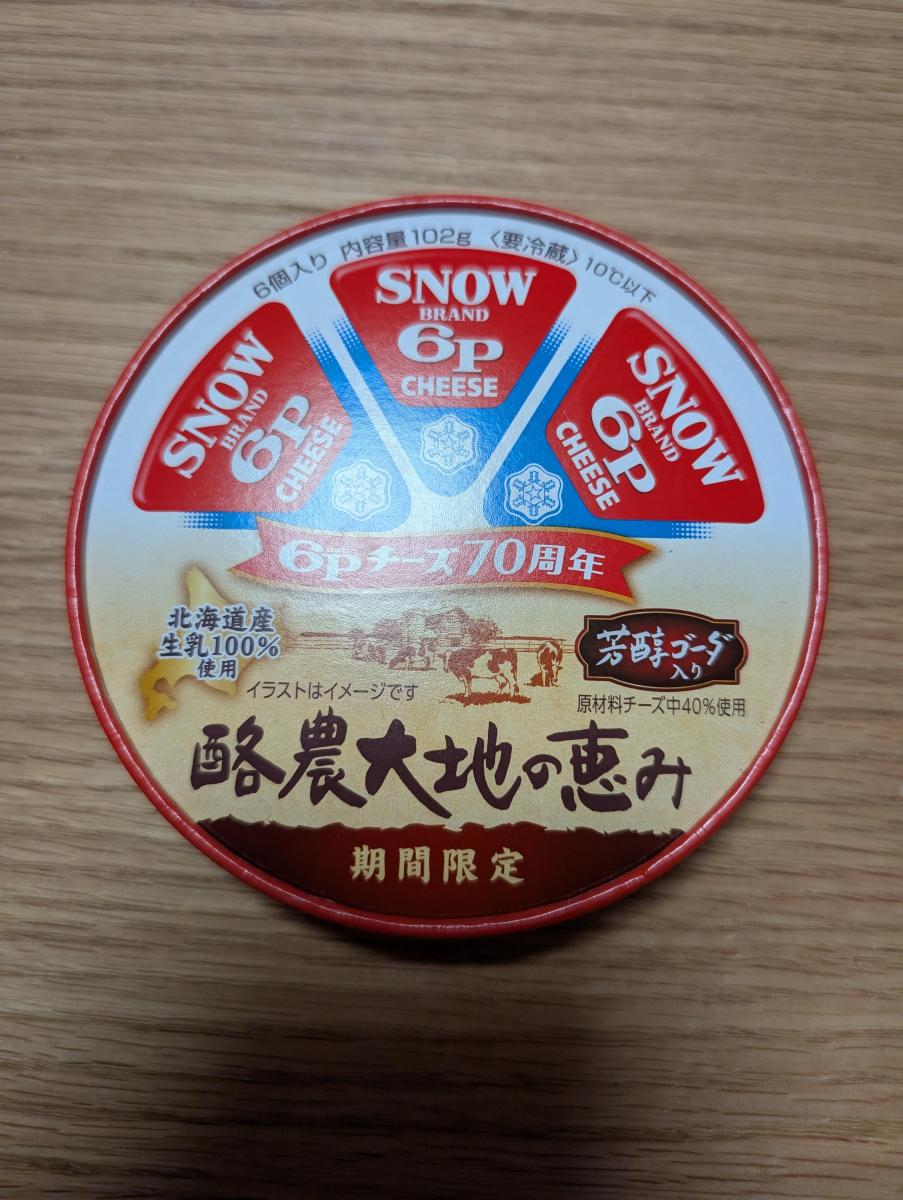 6個入り 内容量102g 〈要冷蔵〉10℃以下
SNOW
BRAND
6P
CHEESE
SNOW
BRAND
6P
CHEESE
SNOW
BRAND
6P
CHEESE
6pチーズ70周年
北海道産
生乳100%
使用
芳醇ゴーダ
入り
イラストはイメージです
原材料チーズ中40%使用
酪農大地の恵み
期間限定